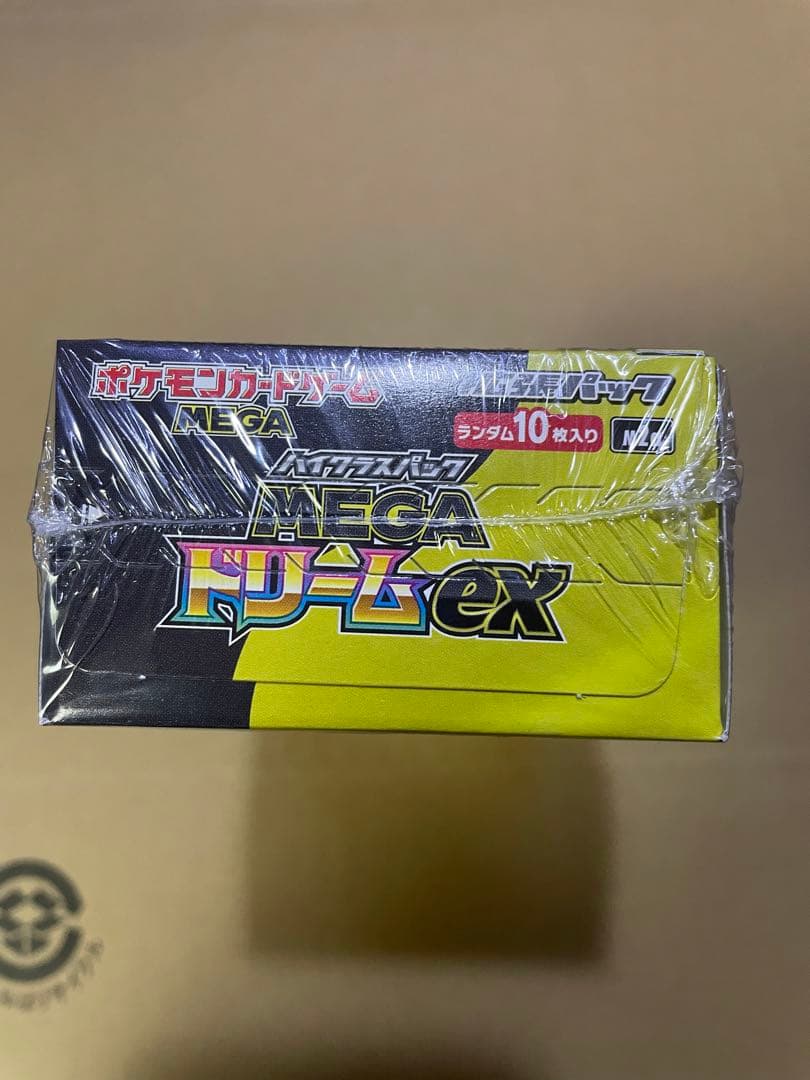 ポケモンカードゲーム
MEGA
拡張パック
ランダム10枚入り
M2a
ハイクラスパック
MEGA
ドリームex